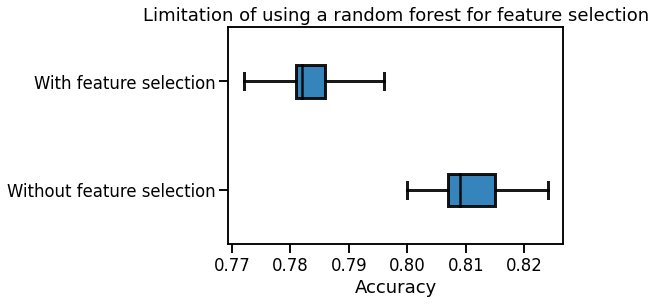 Limitation of using a random forest for feature selection
With feature selection
Without feature selection
0.77 0.78 0.79 0.80 0.81 0.82
Accuracy